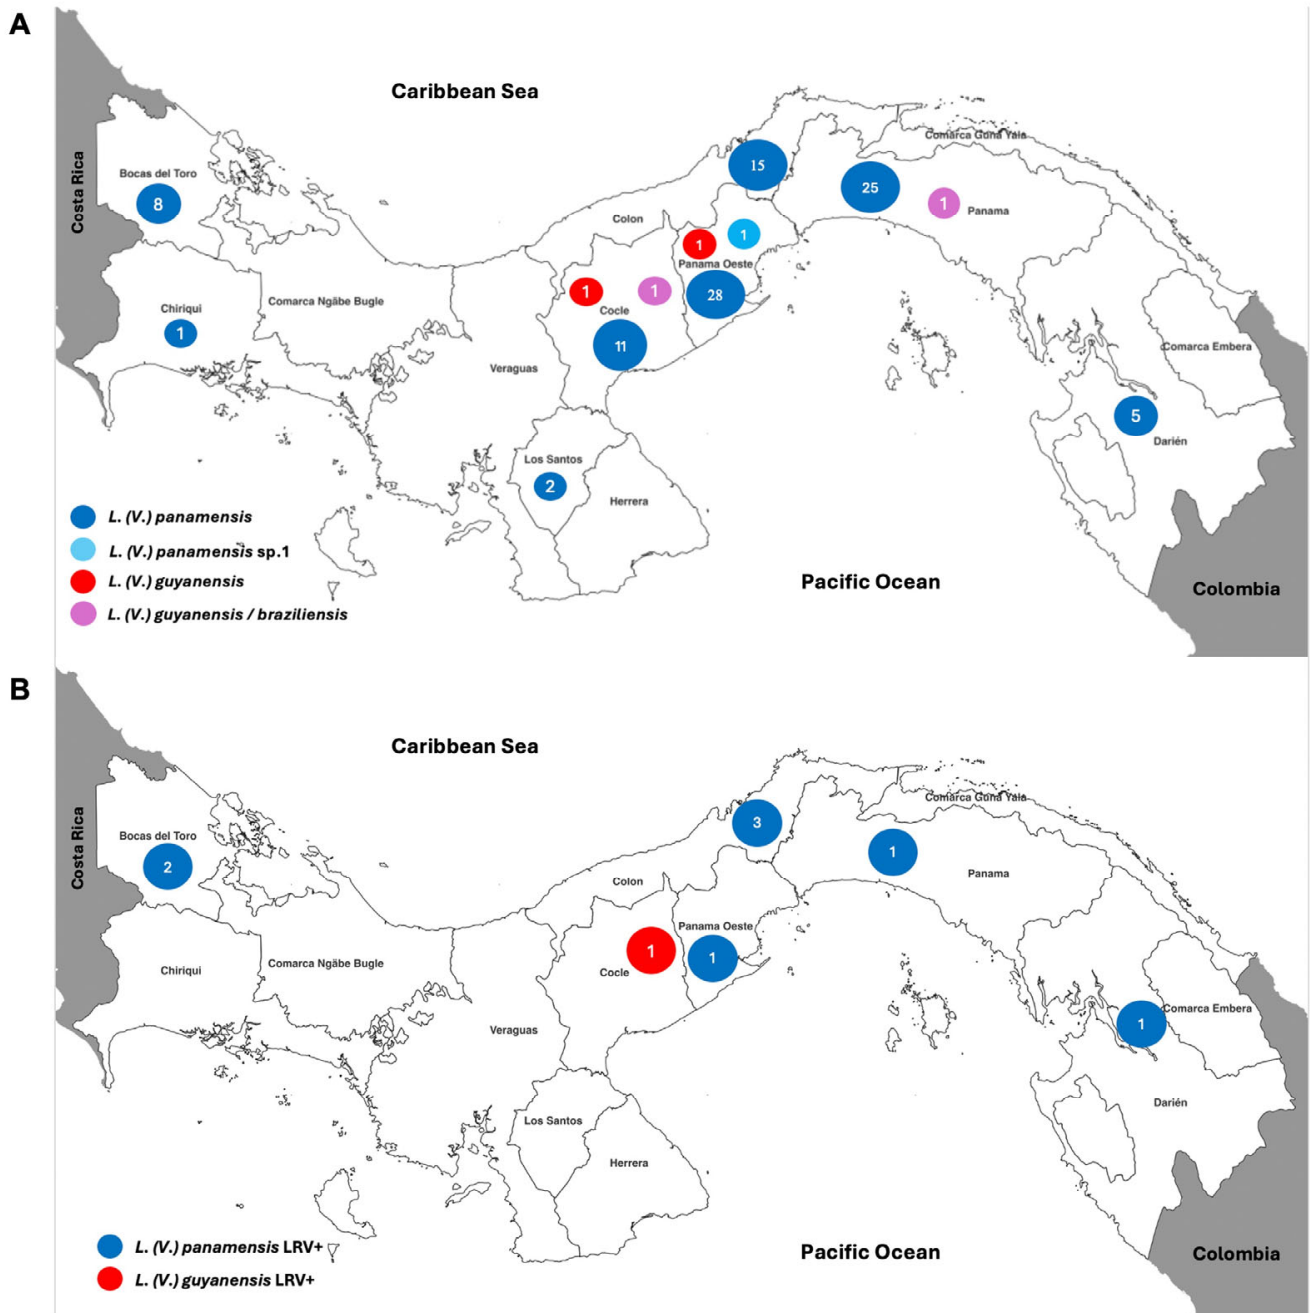 A
Caribbean Sea
Comarca Guna Yala
Costa Rica
Bocas del Toro
8
15
25
1
Panama
Colon
1
1
Panama Oeste
28
Chiriqui
1
Comarca Ngäbe Bugle
1
1
Cocle
11
Veraguas
Comarca Embera
5
Darién
Los Santos
2
Herrera
L. (V.) panamensis
L. (V.) panamensis sp.1
L. (V.) guyanensis
L. (V.) guyanensis / braziliensis
Pacific Ocean
Colombia
B
Caribbean Sea
Comarca Guna Yala
Costa Rica
Bocas del Toro
2
3
1
Panama
Colon
Panama Oeste
1
1
Cocle
Chiriqui
Comarca Ngäbe Bugle
Veraguas
Comarca Embera
1
Darién
Los Santos
Herrera
L. (V.) panamensis LRV+
L. (V.) guyanensis LRV+
Pacific Ocean
Colombia